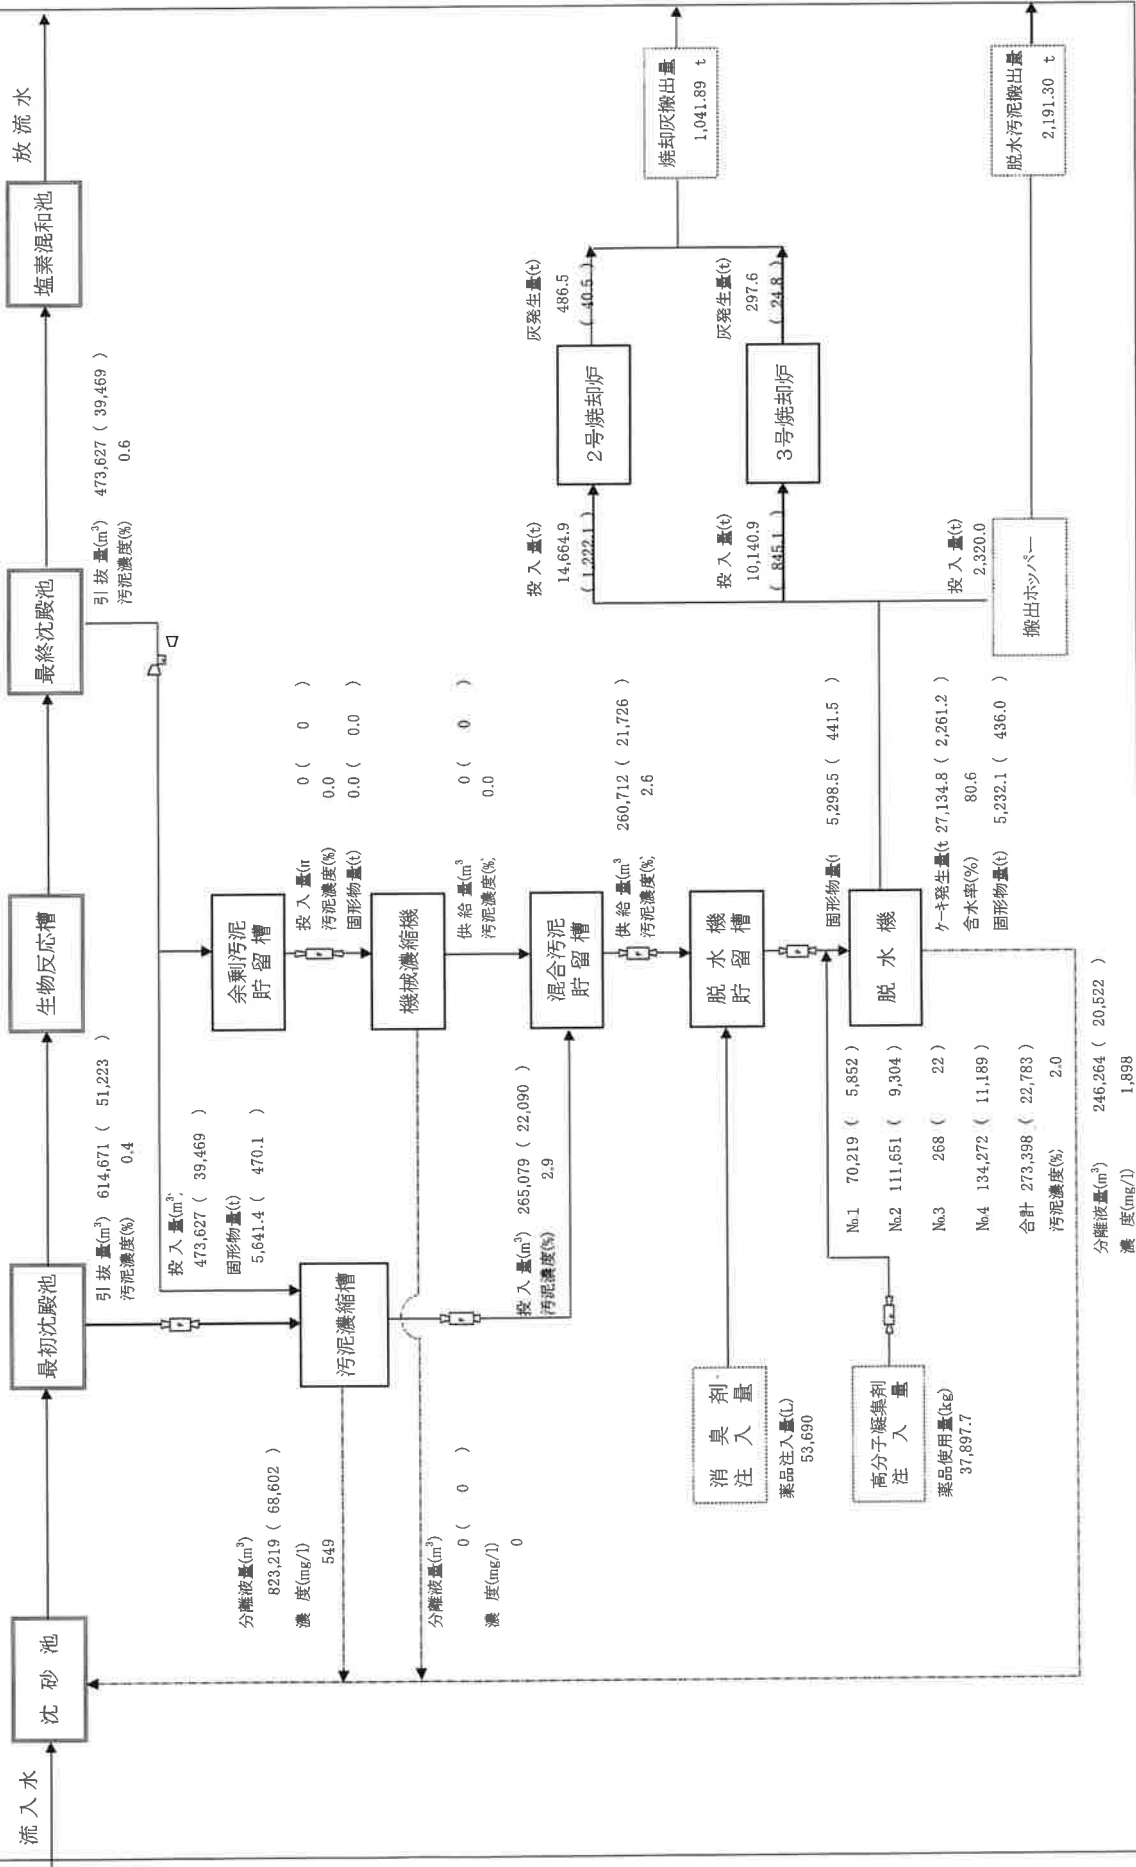 流 入 水
沈 砂 池
最初沈殿池
生物反応槽
最終沈殿池
塩素混和池
放 流 水
引 抜 量(m³) 614,671 ( 51,223 )
汚泥濃度(%) 0.4
引 抜 量(m³) 473,627 ( 39,469 )
汚泥濃度(%) 0.6
投 入 量(m³
473,627 ( 39,469 )
固形物量(t)
5,641.4 ( 470.1 )
余剰汚泥
貯 留 槽
投 入 量(m
0 ( 0 )
汚泥濃度(%) 0.0
固形物量(t) 0.0 ( 0.0 )
分離液量(m³)
823,219 ( 68,602 )
濃 度(mg/l)
549
汚泥濃縮槽
機械濃縮機
供 給 量(m³ 0 ( 0 )
汚泥濃度(% 0.0
分離液量(m³)
0 ( 0 )
濃 度(mg/l)
0
投 入 量(m³) 265,079 ( 22,090 )
汚泥濃度(%) 2.9
混合汚泥
貯 留 槽
供 給 量(m³ 260,712 ( 21,726 )
汚泥濃度(% 2.6
消 臭 剤
注 入 量
薬品注入量(L)
53,690
脱 水 機
貯 留 槽
固形物量(t 5,298.5 ( 441.5 )
高分子凝集剤
注 入 量
薬品使用量(kg)
37,897.7
脱 水 機
№1 70,219 ( 5,852 )
№2 111,651 ( 9,304 )
№3 268 ( 22 )
№4 134,272 ( 11,189 )
合計 273,398 ( 22,783 )
汚泥濃度(% 2.0
ケーキ発生量(t 27,134.8 ( 2,261.2 )
含水率(%) 80.6
固形物量(t) 5,232.1 ( 436.0 )
分離液量(m³) 246,264 ( 20,522 )
濃 度(mg/l) 1,898
投 入 量(t)
14,664.9
( 1,222.1 )
2号焼却炉
灰発生量(t)
486.5
( 40.5 )
投 入 量(t)
10,140.9
( 845.1 )
3号焼却炉
灰発生量(t)
297.6
( 24.8 )
焼却灰搬出量
1,041.89 t
投 入 量(t)
2,320.0
搬出ホッパー
脱水汚泥搬出量
2,191.30 t